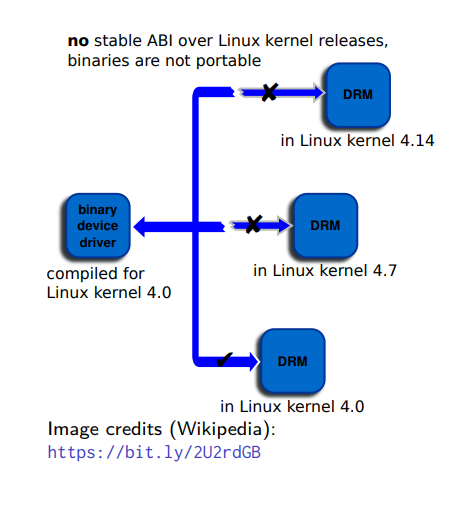 no stable ABI over Linux kernel releases,
binaries are not portable
DRM
in Linux kernel 4.14
binary
device
driver
compiled for
Linux kernel 4.0
DRM
in Linux kernel 4.7
DRM
in Linux kernel 4.0
Image credits (Wikipedia):
https://bit.ly/2U2rdGB